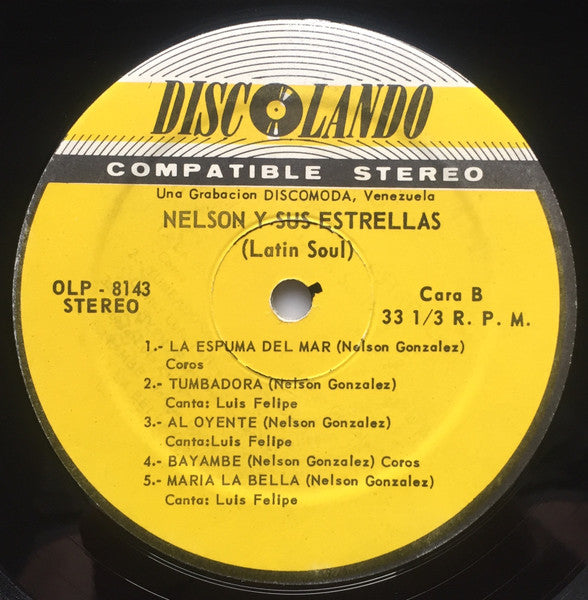 DISCOLANDO
COMPATIBLE STEREO
Una Grabacion DISCOMODA, Venezuela
NELSON Y SUS ESTRELLAS
(Latin Soul)
OLP - 8143
STEREO
Cara B
33 1/3 R. P. M.
1.- LA ESPUMA DEL MAR (Nelson Gonzalez)
Coros
2.- TUMBADORA (Nelson Gonzalez)
Canta: Luis Felipe
3.- AL OYENTE (Nelson Gonzalez)
Canta:Luis Felipe
4.- BAYAMBE (Nelson Gonzalez) Coros
5.- MARIA LA BELLA (Nelson Gonzalez)
Canta: Luis Felipe